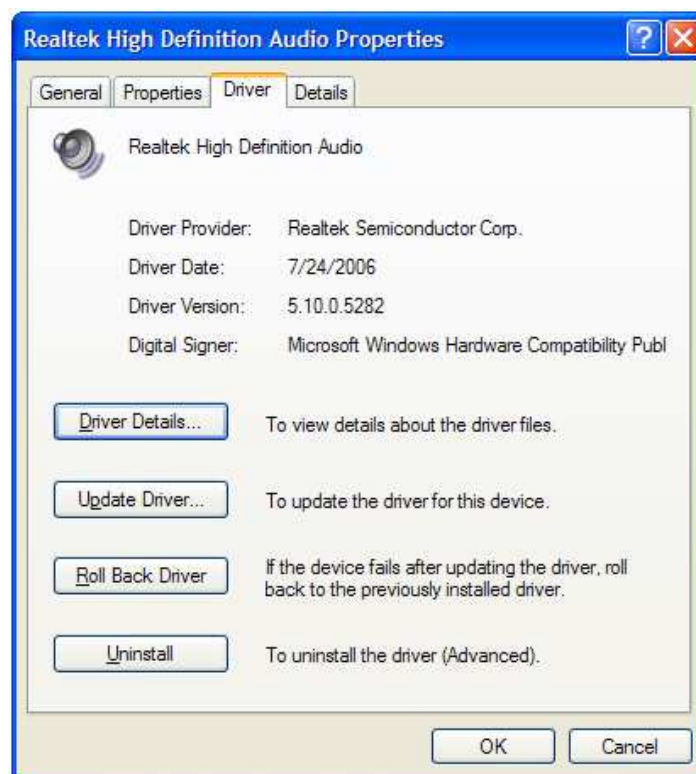 Realtek High Definition Audio Properties
General Properties Driver Details
Realtek High Definition Audio
Driver Provider: Realtek Semiconductor Corp.
Driver Date: 7/24/2006
Driver Version: 5.10.0.5282
Digital Signer: Microsoft Windows Hardware Compatibility Publ
Driver Details... To view details about the driver files.
Update Driver... To update the driver for this device.
Roll Back Driver If the device fails after updating the driver, roll
back to the previously installed driver.
Uninstall To uninstall the driver (Advanced).
OK Cancel